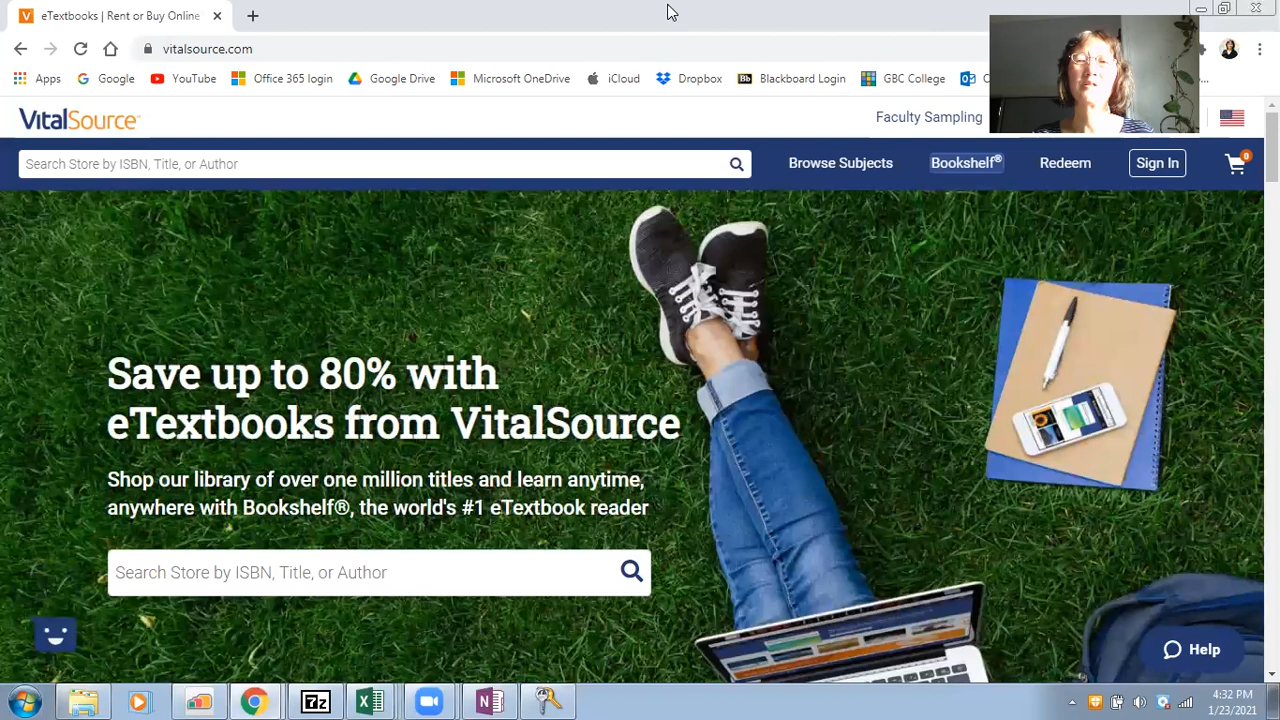 eTextbooks | Rent or Buy Online
vitalsource.com
Apps Google YouTube Office 365 login Google Drive Microsoft OneDrive iCloud Dropbox Bb Blackboard Login GBC College
VitalSource
Faculty Sampling
Search Store by ISBN, Title, or Author
Browse Subjects Bookshelf® Redeem Sign In 0
Save up to 80% with
eTextbooks from VitalSource
Shop our library of over one million titles and learn anytime,
anywhere with Bookshelf®, the world's #1 eTextbook reader
Search Store by ISBN, Title, or Author
Help
7z
4:32 PM
1/23/2021